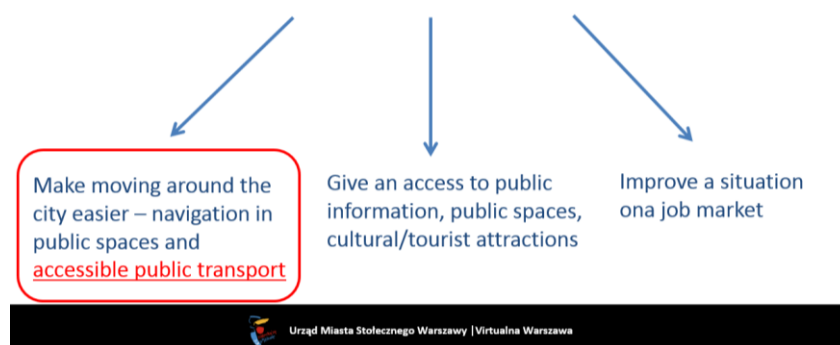 Make moving around the
city easier – navigation in
public spaces and
accessible public transport
Give an access to public
information, public spaces,
cultural/tourist attractions
Improve a situation
ona job market
Urząd Miasta Stołecznego Warszawy |Virtualna Warszawa